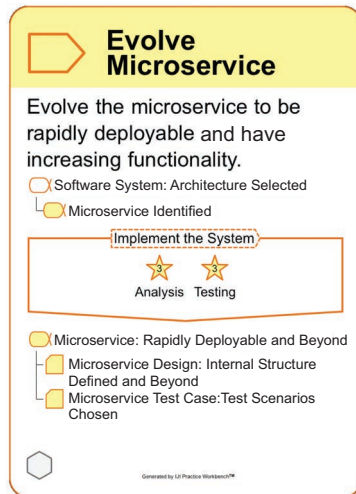 Evolve
Microservice
Evolve the microservice to be
rapidly deployable and have
increasing functionality.
Software System: Architecture Selected
Microservice Identified
Implement the System
3 3
Analysis Testing
Microservice: Rapidly Deployable and Beyond
Microservice Design: Internal Structure
Defined and Beyond
Microservice Test Case:Test Scenarios
Chosen
Generated by IJI Practice Workbench™